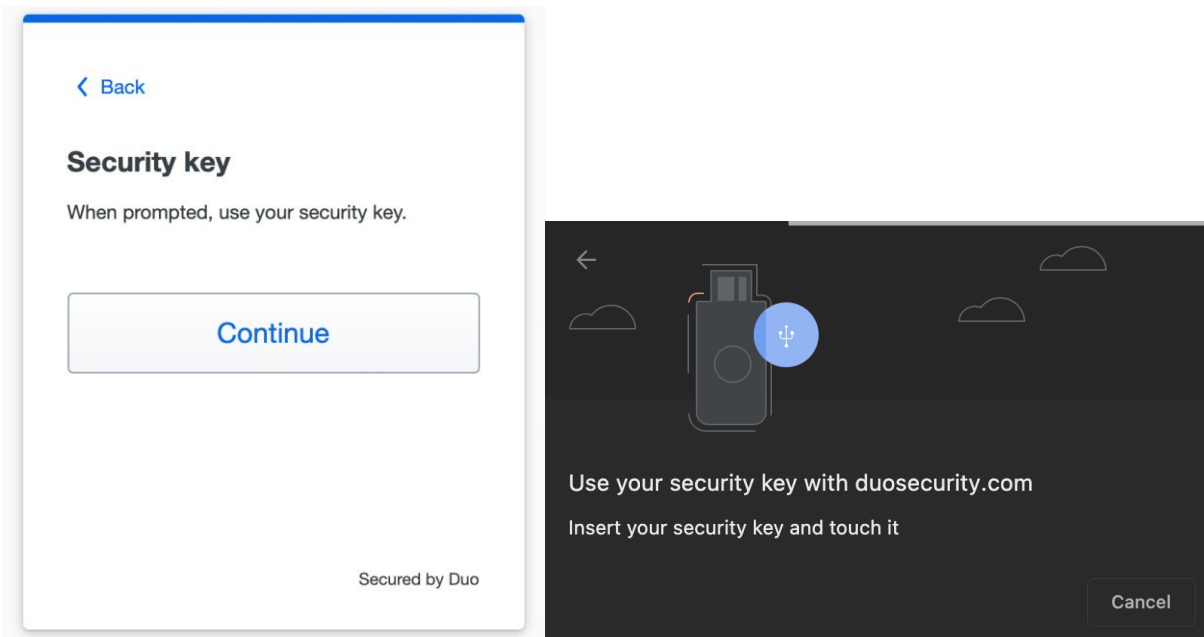 Back
Security key
When prompted, use your security key.
Continue
Secured by Duo
Use your security key with duosecurity.com
Insert your security key and touch it
Cancel